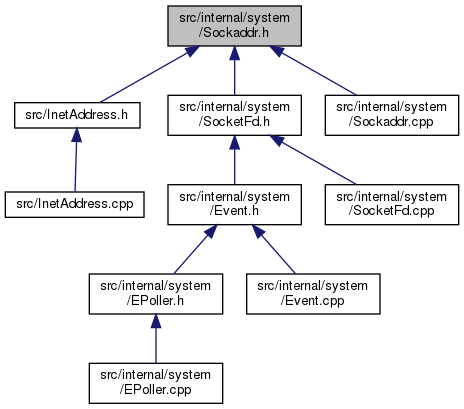 src/internal/system
/Sockaddr.h
src/InetAddress.h
src/internal/system
/SocketFd.h
src/internal/system
/Sockaddr.cpp
src/InetAddress.cpp
src/internal/system
/Event.h
src/internal/system
/SocketFd.cpp
src/internal/system
/EPoller.h
src/internal/system
/Event.cpp
src/internal/system
/EPoller.cpp